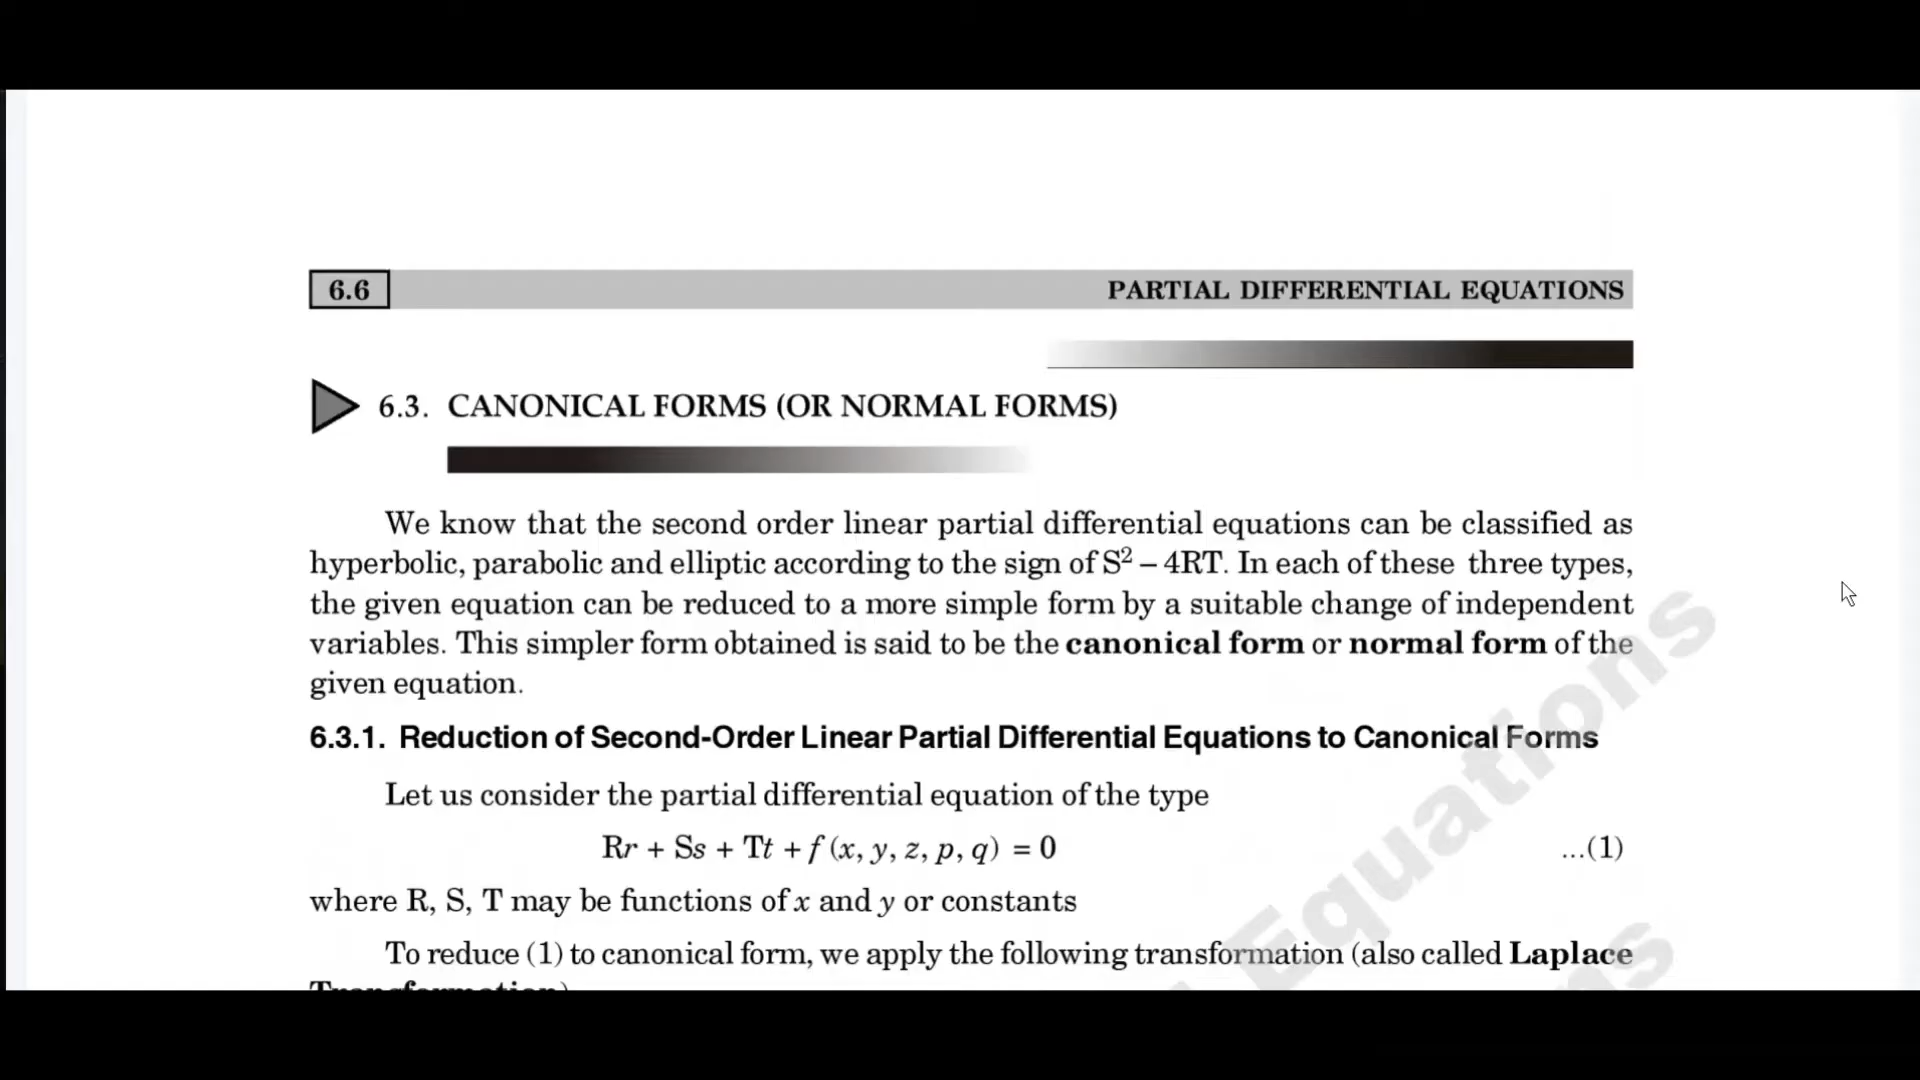 6.6 PARTIAL DIFFERENTIAL EQUATIONS
6.3. CANONICAL FORMS (OR NORMAL FORMS)
We know that the second order linear partial differential equations can be classified as
hyperbolic, parabolic and elliptic according to the sign of S² – 4RT. In each of these three types,
the given equation can be reduced to a more simple form by a suitable change of independent
variables. This simpler form obtained is said to be the canonical form or normal form of the
given equation.
6.3.1. Reduction of Second-Order Linear Partial Differential Equations to Canonical Forms
Let us consider the partial differential equation of the type
Rr + Ss + Tt + f (x, y, z, p, q) = 0 ...(1)
where R, S, T may be functions of x and y or constants
To reduce (1) to canonical form, we apply the following transformation (also called Laplace
Transformation)
Equations